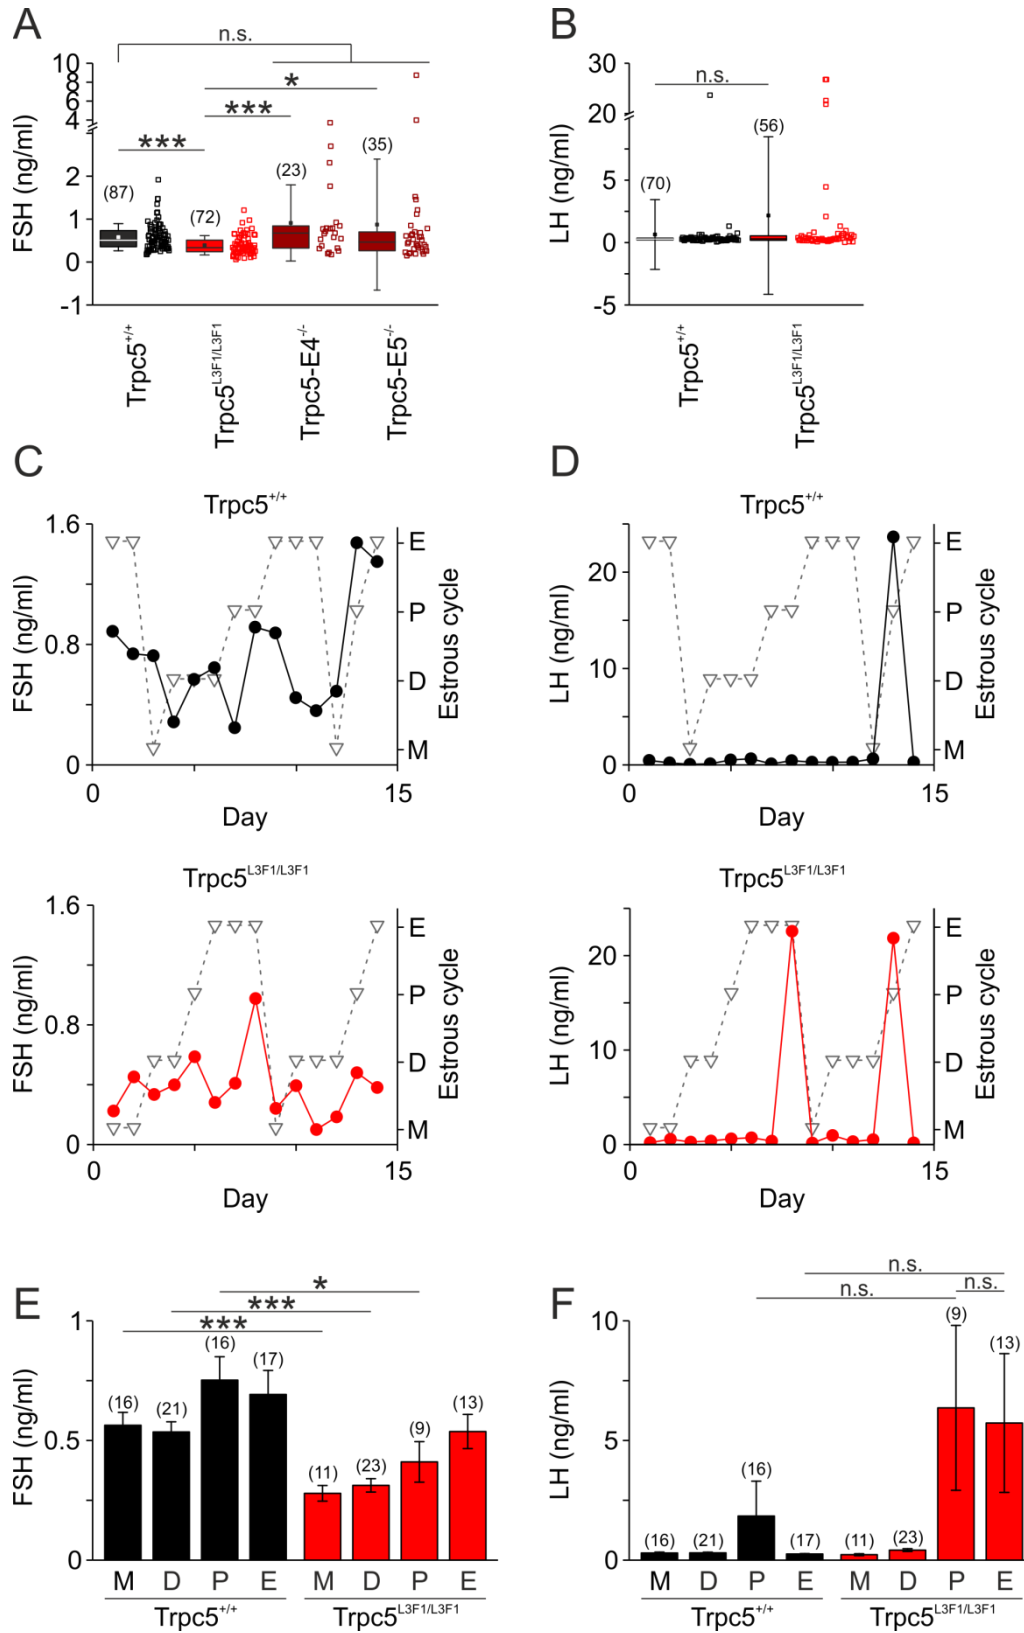 A
n.s.
10
8
6
4
2
1
0
-1
FSH (ng/ml)
*
***
***
(87)
(72)
(23)
(35)
Trpc5+/+
Trpc5L3F1/L3F1
Trpc5-E4-/-
Trpc5-E5-/-
B
30
20
5
0
-5
LH (ng/ml)
n.s.
(70)
(56)
Trpc5+/+
Trpc5L3F1/L3F1
C
Trpc5+/+
1.6
0.8
0
FSH (ng/ml)
E
P
D
M
Estrous cycle
0
15
Day
Trpc5L3F1/L3F1
1.6
0.8
0
FSH (ng/ml)
E
P
D
M
Estrous cycle
0
15
Day
D
Trpc5+/+
20
10
0
LH (ng/ml)
E
P
D
M
Estrous cycle
0
15
Day
Trpc5L3F1/L3F1
20
10
0
LH (ng/ml)
E
P
D
M
Estrous cycle
0
15
Day
E
*
***
***
1
0.5
0
FSH (ng/ml)
(16)
(21)
(16)
(17)
(11)
(23)
(9)
(13)
M D P E M D P E
Trpc5+/+ Trpc5L3F1/L3F1
F
n.s.
n.s.
n.s.
10
5
0
LH (ng/ml)
(16)
(21)
(16)
(17)
(11)
(23)
(9)
(13)
M D P E M D P E
Trpc5+/+ Trpc5L3F1/L3F1